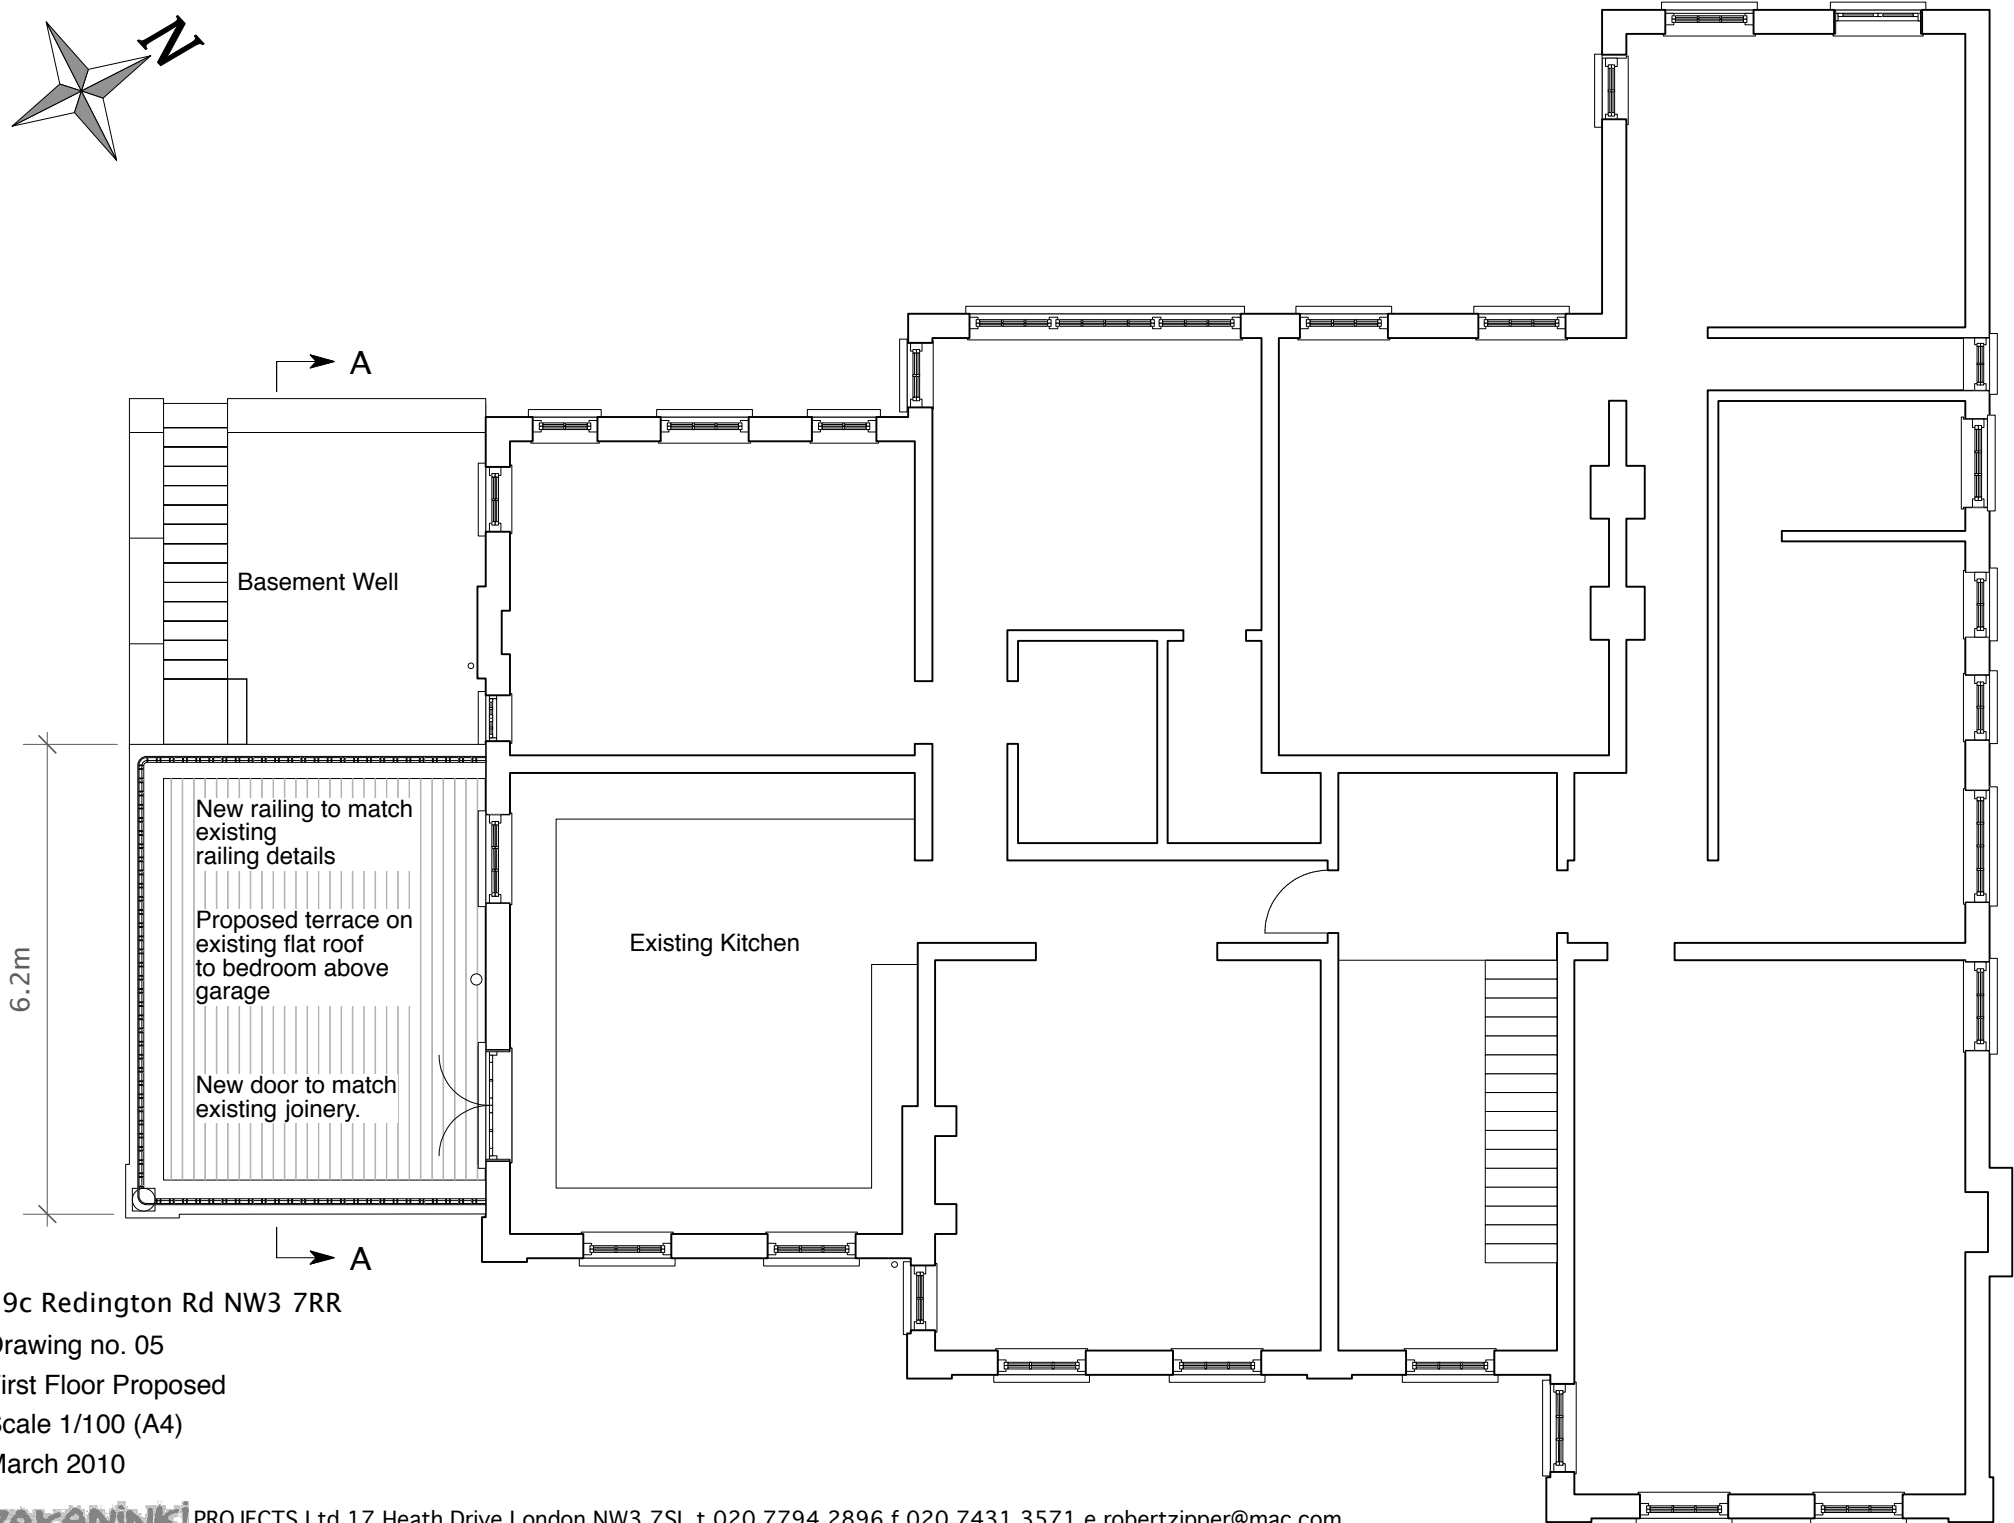 N
A
Basement Well
New railing to match
existing
railing details
Proposed terrace on
existing flat roof
to bedroom above
garage
Existing Kitchen
6.2m
New door to match
existing joinery.
A
9c Redington Rd NW3 7RR
rawing no. 05
irst Floor Proposed
cale 1/100 (A4)
March 2010
PROJECTS Ltd 17 Heath Drive London NW3 7SL t 020 7794 2896 f 020 7431 3571 e robertzipper@mac.com